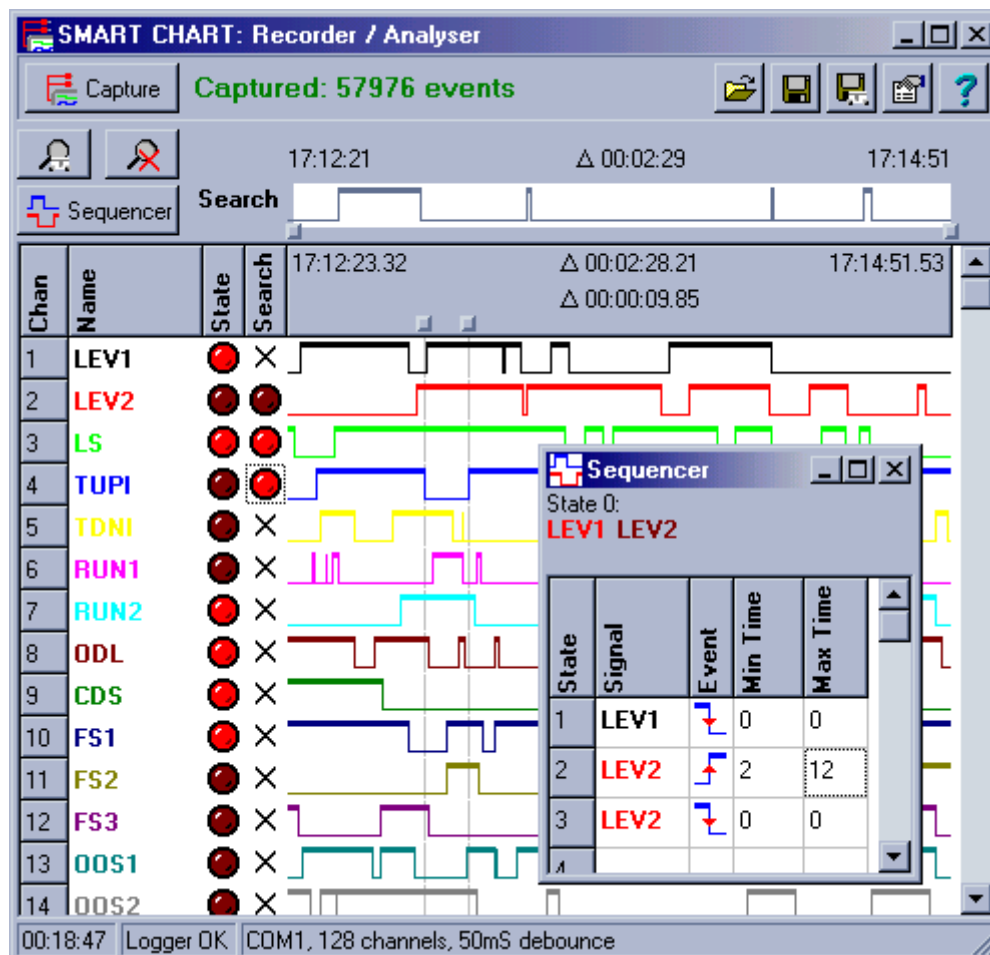 SMART CHART: Recorder / Analyser
Capture
Captured: 57976 events
17:12:21 Δ 00:02:29 17:14:51
Search
Sequencer
Chan Name State Search
17:12:23.32 Δ 00:02:28.21 17:14:51.53
Δ 00:00:09.85
1 LEV1
2 LEV2
3 LS
4 TUPI
5 TDNI
6 RUN1
7 RUN2
8 ODL
9 CDS
10 FS1
11 FS2
12 FS3
13 OOS1
14 OOS2
Sequencer
State 0:
LEV1 LEV2
State Signal Event Min Time Max Time
1 LEV1 0 0
2 LEV2 2 12
3 LEV2 0 0
4
00:18:47 Logger OK COM1, 128 channels, 50mS debounce